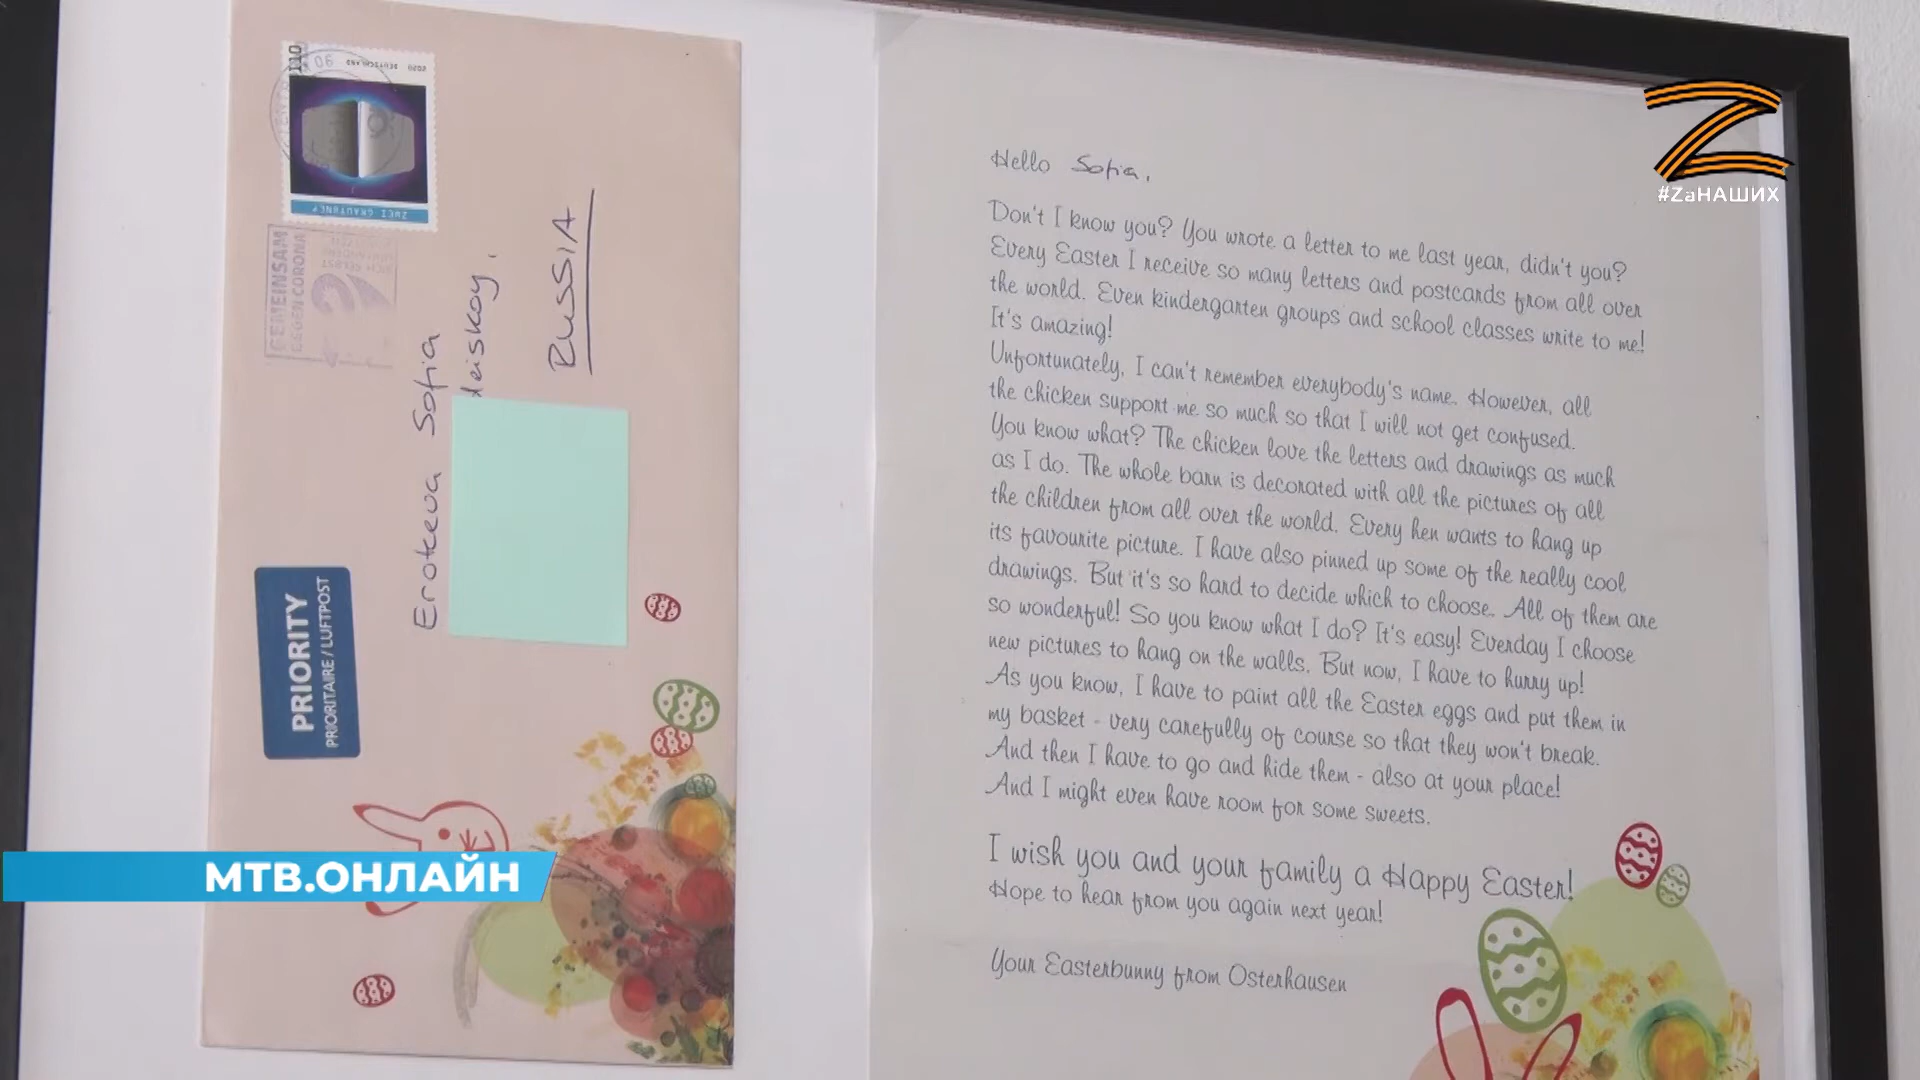 110
2020 DEUTSCHLAND
06
ZWEI GRAUTÖNE?
GEMEINSAM
GEGEN CORONA
Eroteeva Sofia
leiskoy.
RUSSIA
PRIORITY
PRIORITAIRE / LUFTPOST
МТВ.ОНЛАЙН
#ZaНАШИХ
Hello Sofia,
Don't I know you? You wrote a letter to me last year, didn't you?
Every Easter I receive so many letters and postcards from all over
the world. Even kindergarten groups and school classes write to me!
It's amazing!
Unfortunately, I can't remember everybody's name. However, all
the chicken support me so much so that I will not get confused.
You know what? The chicken love the letters and drawings as much
as I do. The whole barn is decorated with all the pictures of all
the children from all over the world. Every hen wants to hang up
its favourite picture. I have also pinned up some of the really cool
drawings. But it's so hard to decide which to choose. All of them are
so wonderful! So you know what I do? It's easy! Everday I choose
new pictures to hang on the walls. But now, I have to hurry up!
As you know, I have to paint all the Easter eggs and put them in
my basket - very carefully of course so that they won't break.
And then I have to go and hide them - also at your place!
And I might even have room for some sweets.
I wish you and your family a Happy Easter!
Hope to hear from you again next year!
Your Easterbunny from Osterhausen